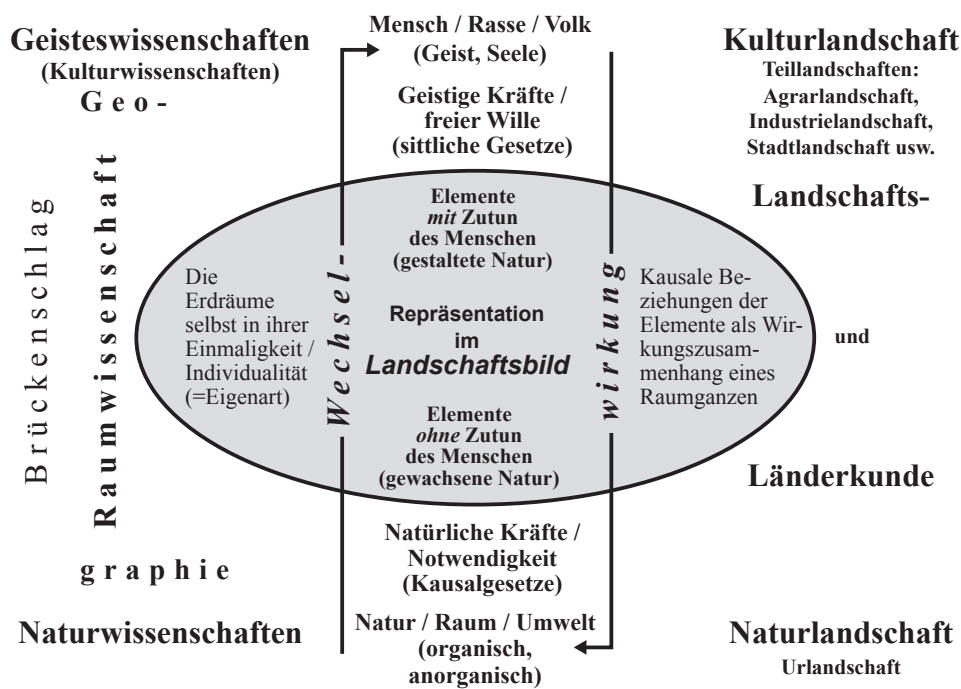 Geisteswissenschaften
(Kulturwissenschaften)
Geo-
Brückenschlag
Raumwissenschaft
graphie
Naturwissenschaften
Mensch / Rasse / Volk
(Geist, Seele)
Geistige Kräfte /
freier Wille
(sittliche Gesetze)
Elemente
mit Zutun
des Menschen
(gestaltete Natur)
Die
Erdräume
selbst in ihrer
Einmaligkeit /
Individualität
(=Eigenart)
Wechsel-
Repräsentation
im
Landschaftsbild
wirkung
Kausale Be-
ziehungen der
Elemente als Wir-
kungszusam-
menhang eines
Raumganzen
Elemente
ohne Zutun
des Menschen
(gewachsene Natur)
Natürliche Kräfte /
Notwendigkeit
(Kausalgesetze)
Natur / Raum / Umwelt
(organisch,
anorganisch)
Kulturlandschaft
Teillandschaften:
Agrarlandschaft,
Industrielandschaft,
Stadtlandschaft usw.
Landschafts-
und
Länderkunde
Naturlandschaft
Urlandschaft